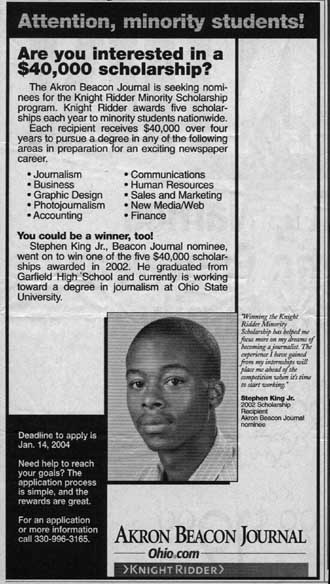 Attention, minority students!
Are you interested in a
$40,000 scholarship?
The Akron Beacon Journal is seeking nomi-
nees for the Knight Ridder Minority Scholarship
program. Knight Ridder awards five scholar-
ships each year to minority students nationwide.
Each recipient receives $40,000 over four
years to pursue a degree in any of the following
areas in preparation for an exciting newspaper
career.
• Journalism
• Business
• Graphic Design
• Photojournalism
• Accounting
• Communications
• Human Resources
• Sales and Marketing
• New Media/Web
• Finance
You could be a winner, too!
Stephen King Jr., Beacon Journal nominee,
went on to win one of the five $40,000 scholar-
ships awarded in 2002. He graduated from
Garfield High School and currently is working
toward a degree in journalism at Ohio State
University.
"Winning the Knight
Ridder Minority
Scholarship has helped me
focus more on my dreams of
becoming a journalist. The
experience I have gained
from my internships will
place me ahead of the
competition when it's time
to start working."
Stephen King Jr.
2002 Scholarship
Recipient
Akron Beacon Journal
nominee
Deadline to apply is
Jan. 14, 2004
Need help to reach
your goals? The
application process
is simple, and the
rewards are great.
For an application
or more information
call 330-996-3165.
AKRON BEACON JOURNAL
Ohio.com
>KNIGHT RIDDER>